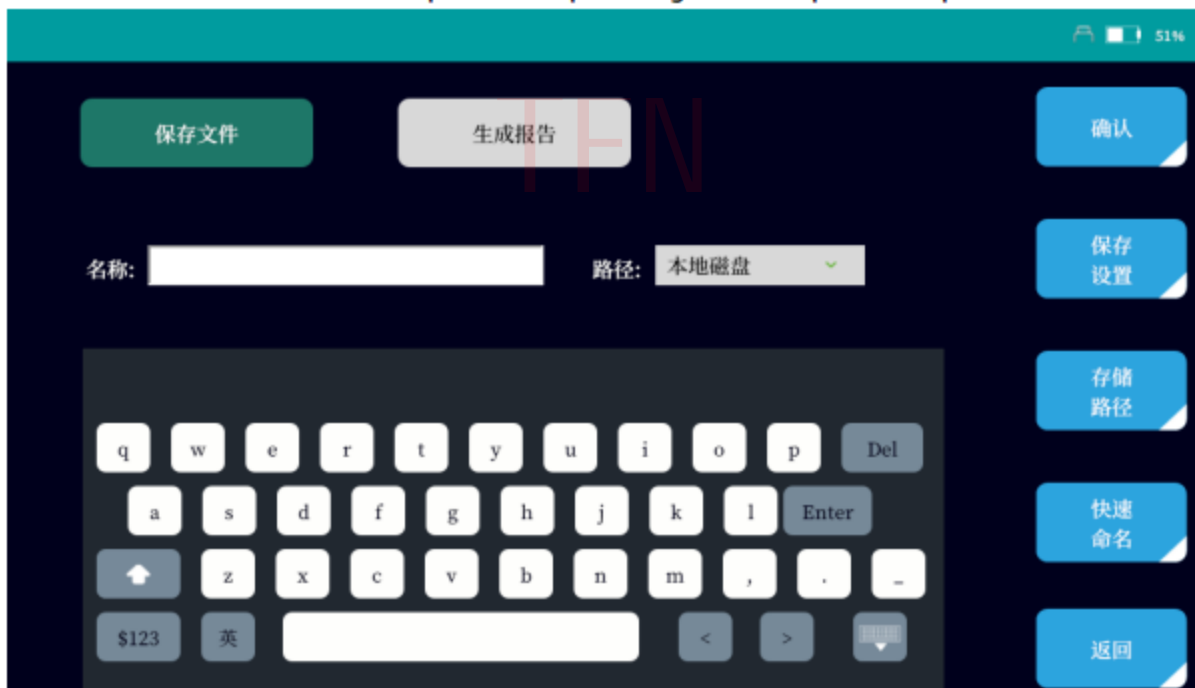 51%
保存文件
生成报告
TFN
确认
名称:
路径:
本地磁盘
保存
设置
存储
路径
q w e r t y u i o p Del
a s d f g h j k l Enter
z x c v b n m , . _
$123 英 < >
快速
命名
返回